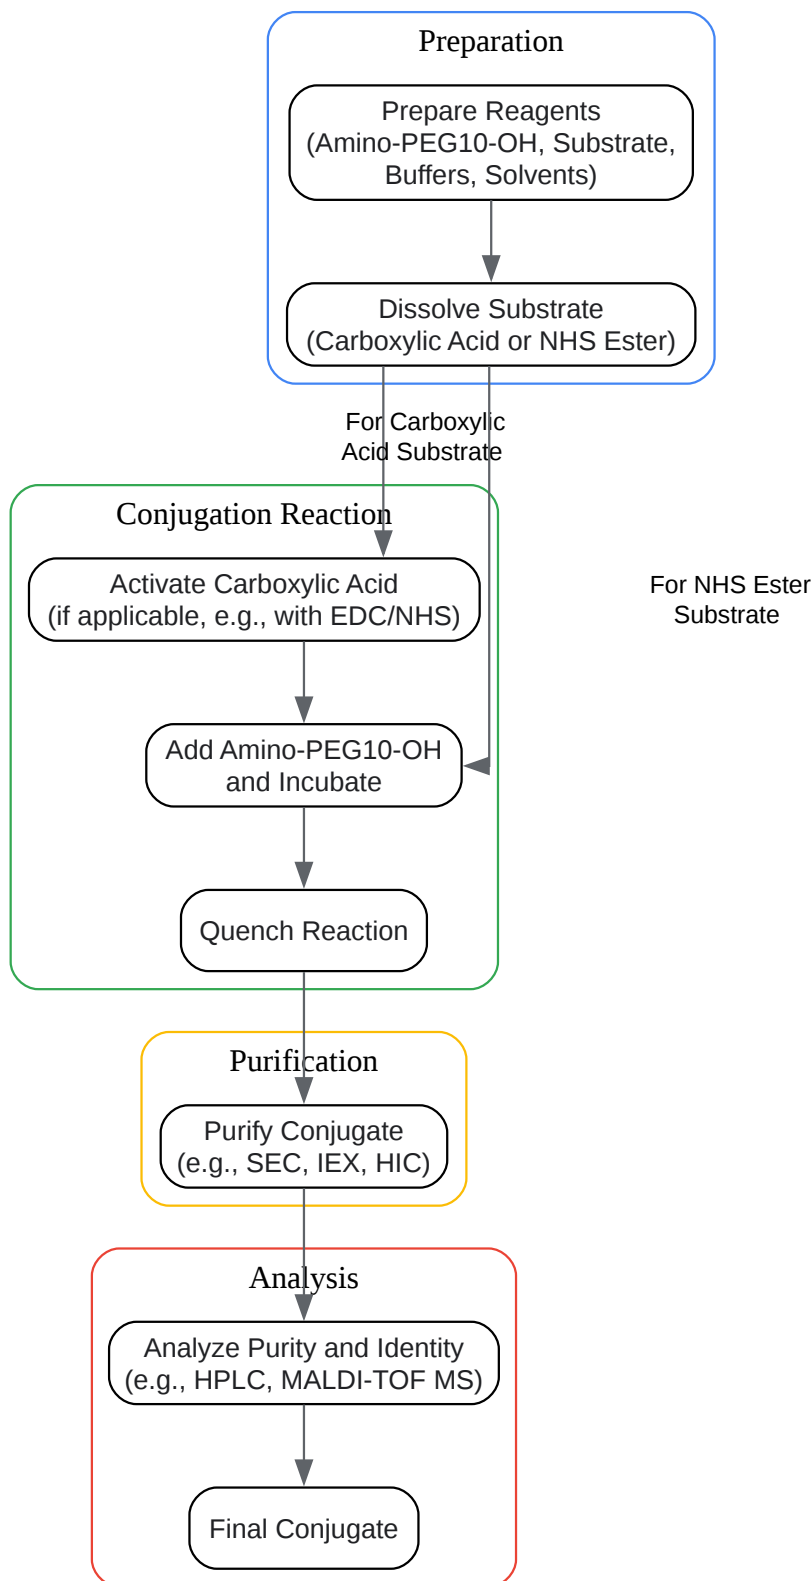 Preparation
Prepare Reagents
(Amino-PEG10-OH, Substrate,
Buffers, Solvents)
Dissolve Substrate
(Carboxylic Acid or NHS Ester)
For Carboxylic
Acid Substrate
Conjugation Reaction
Activate Carboxylic Acid
(if applicable, e.g., with EDC/NHS)
For NHS Ester
Substrate
Add Amino-PEG10-OH
and Incubate
Quench Reaction
Purification
Purify Conjugate
(e.g., SEC, IEX, HIC)
Analysis
Analyze Purity and Identity
(e.g., HPLC, MALDI-TOF MS)
Final Conjugate